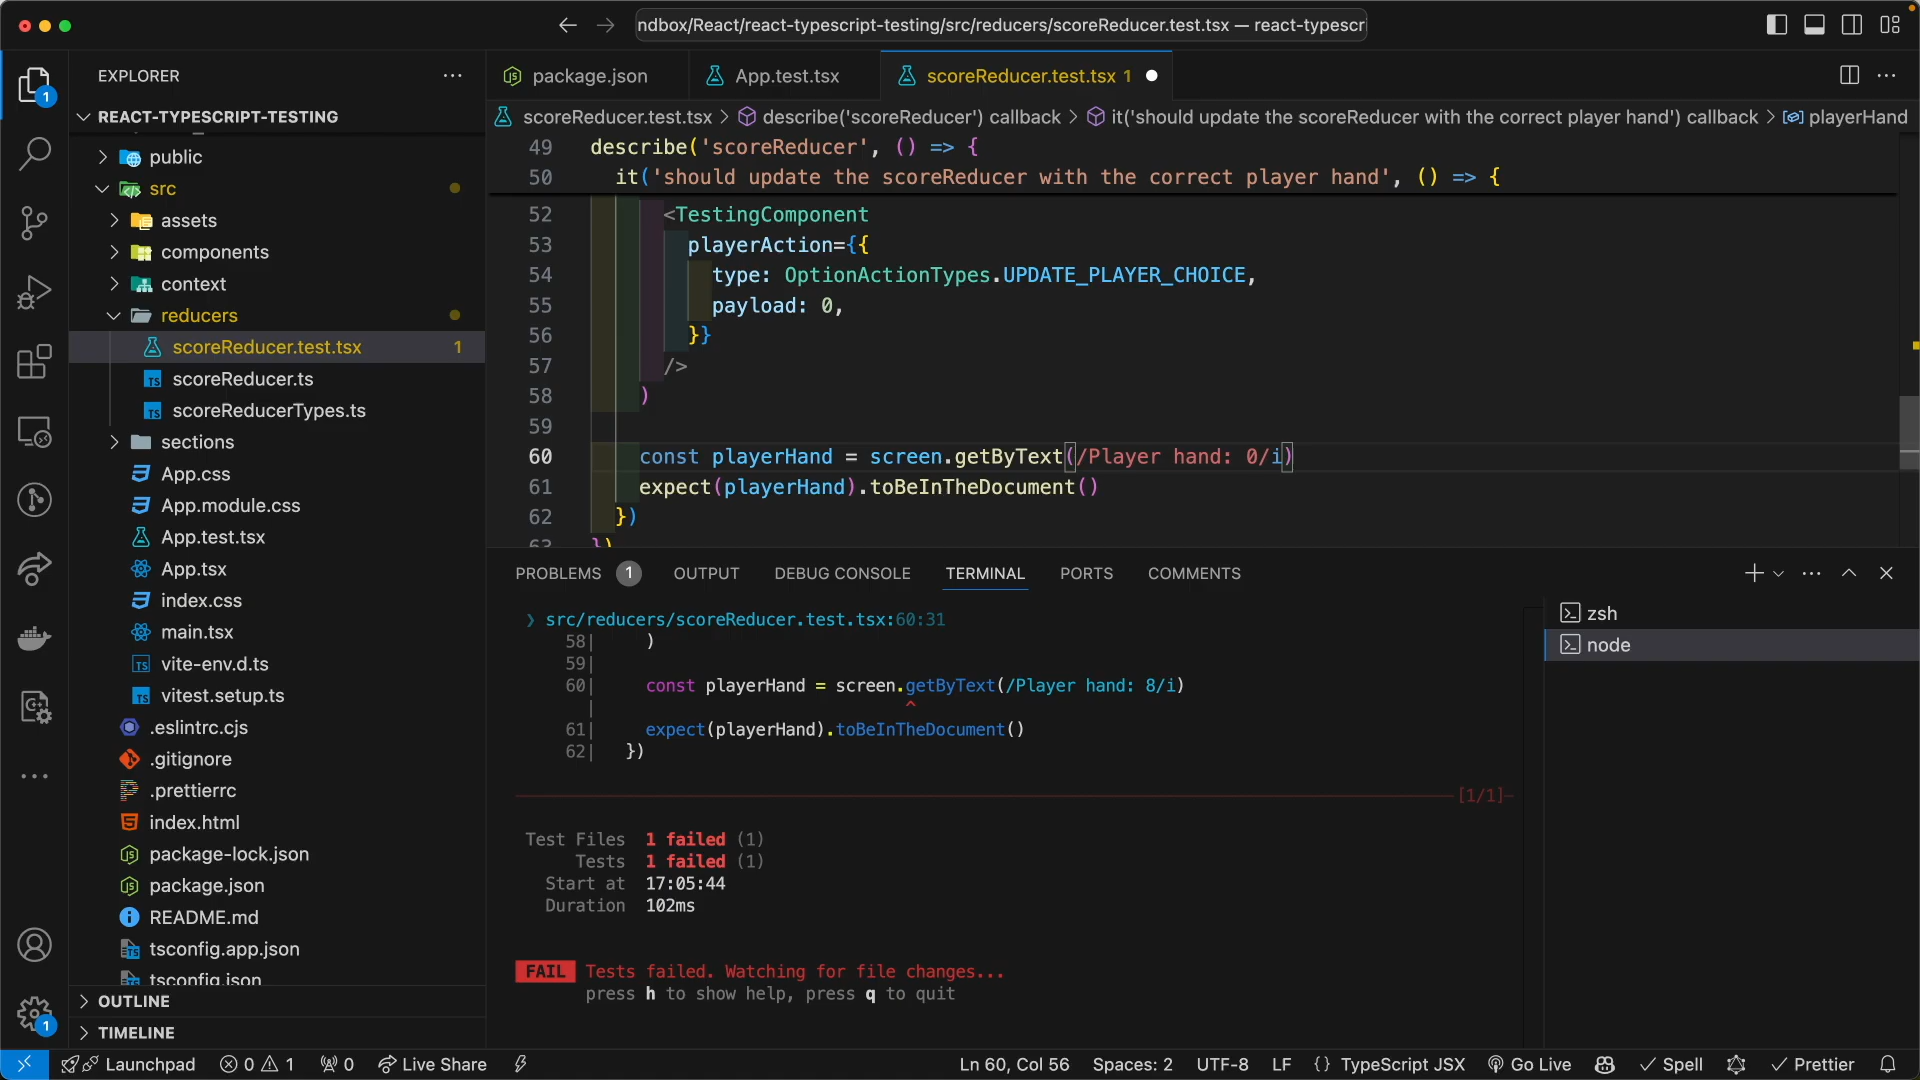 ndbox/React/react-typescript-testing/src/reducers/scoreReducer.test.tsx — react-typescr
EXPLORER
package.json
App.test.tsx
scoreReducer.test.tsx 1
REACT-TYPESCRIPT-TESTING
scoreReducer.test.tsx > describe('scoreReducer') callback > it('should update the scoreReducer with the correct player hand') callback > playerHand
public
src
assets
components
context
reducers
scoreReducer.test.tsx 1
scoreReducer.ts
scoreReducerTypes.ts
sections
App.css
App.module.css
App.test.tsx
App.tsx
index.css
main.tsx
vite-env.d.ts
vitest.setup.ts
.eslintrc.cjs
.gitignore
.prettierrc
index.html
package-lock.json
package.json
README.md
tsconfig.app.json
tsconfig.json
OUTLINE
TIMELINE
1
1
49 describe('scoreReducer', () => {
50 it('should update the scoreReducer with the correct player hand', () => {
52 <TestingComponent
53 playerAction={{
54 type: OptionActionTypes.UPDATE_PLAYER_CHOICE,
55 payload: 0,
56 }}
57 />
58 )
59
60 const playerHand = screen.getByText(/Player hand: 0/i)
61 expect(playerHand).toBeInTheDocument()
62 })
63 })
PROBLEMS 1 OUTPUT DEBUG CONSOLE TERMINAL PORTS COMMENTS
❯ src/reducers/scoreReducer.test.tsx:60:31
58| )
59|
60| const playerHand = screen.getByText(/Player hand: 8/i)
| ^
61| expect(playerHand).toBeInTheDocument()
62| })
[1/1]
Test Files 1 failed (1)
Tests 1 failed (1)
Start at 17:05:44
Duration 102ms
FAIL Tests failed. Watching for file changes...
press h to show help, press q to quit
zsh
node
Launchpad 0 1 0 Live Share Ln 60, Col 56 Spaces: 2 UTF-8 LF {} TypeScript JSX Go Live Spell Prettier